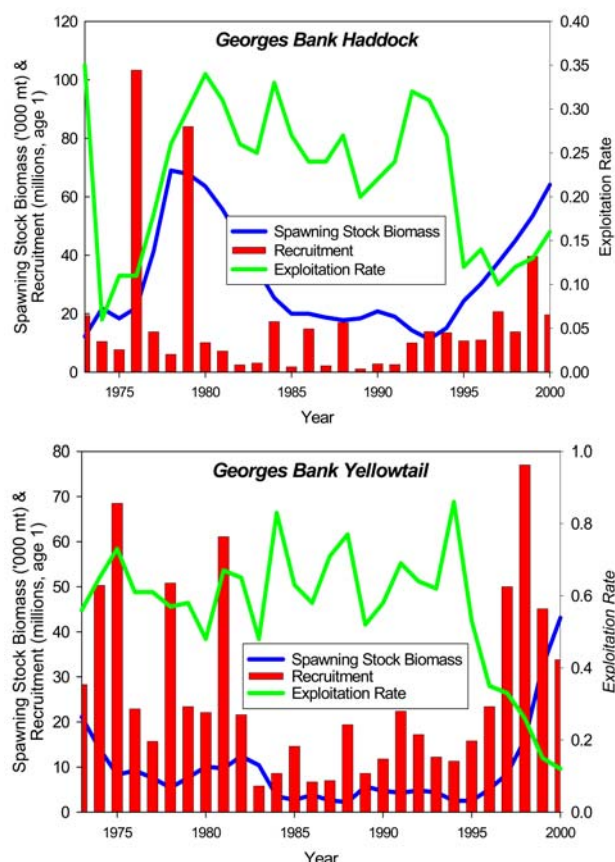 Georges Bank Haddock
120
100
80
60
40
20
0
Spawning Stock Biomass ('000 mt) &
Recruitment (millions, age 1)
0.40
0.35
0.30
0.25
0.20
0.15
0.10
0.05
0.00
Exploitation Rate
Spawning Stock Biomass
Recruitment
Exploitation Rate
1975 1980 1985 1990 1995 2000
Year
Georges Bank Yellowtail
80
70
60
50
40
30
20
10
0
Spawning Stock Biomass ('000 mt) &
Recruitment (millions, age 1)
1.0
0.8
0.6
0.4
0.2
0.0
Exploitation Rate
Spawning Stock Biomass
Recruitment
Exploitation Rate
1975 1980 1985 1990 1995 2000
Year